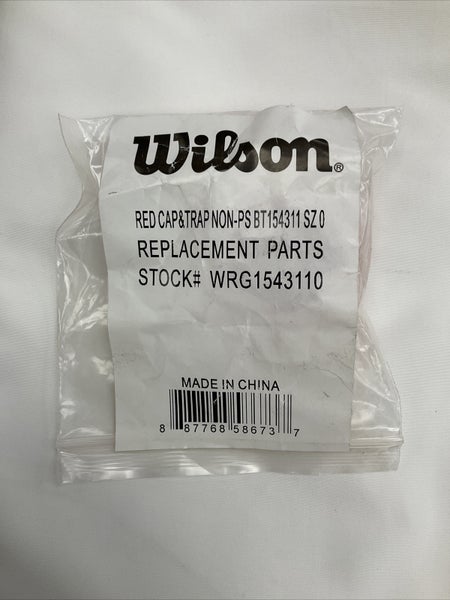 Wilson®
RED CAP&TRAP NON-PS BT154311 SZ 0
REPLACEMENT PARTS
STOCK# WRG1543110
MADE IN CHINA
8 87768 58673 7